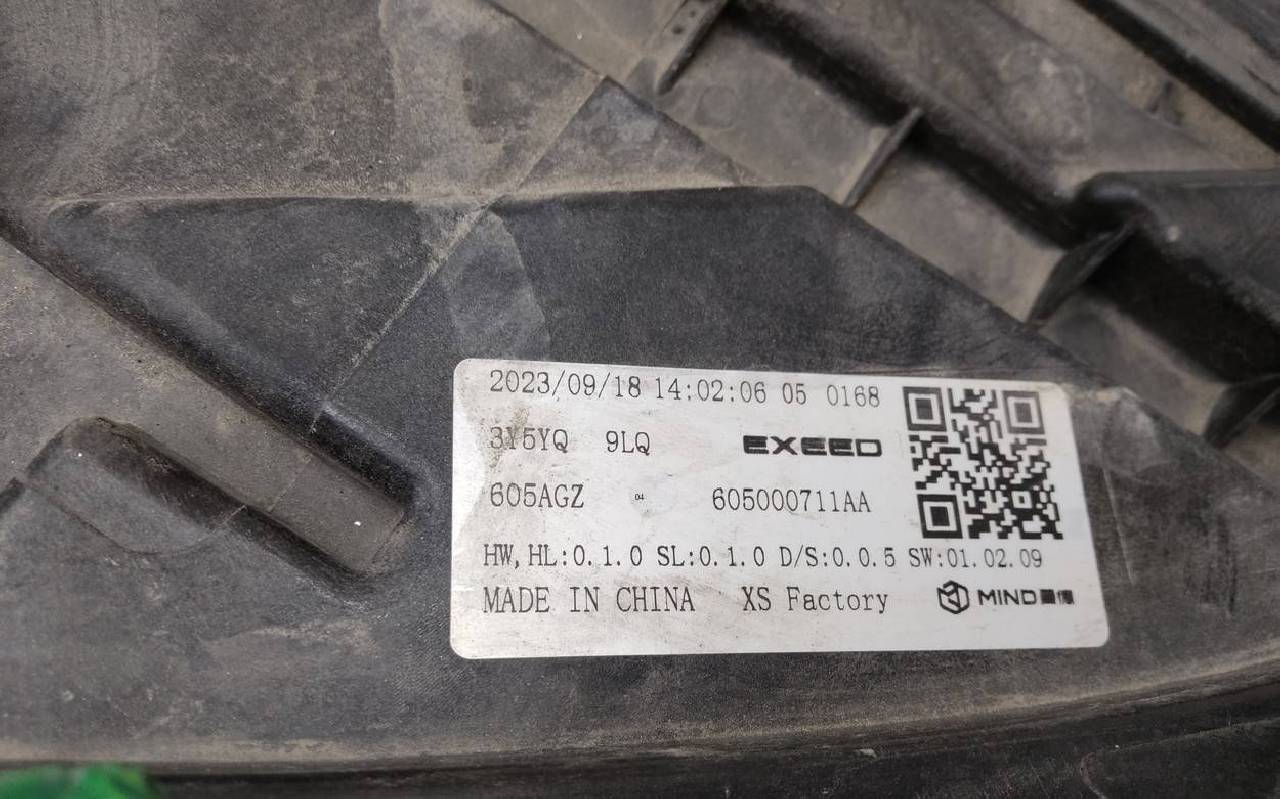 2023/09/18 14:02:06 05 0168
3Y5YQ 9LQ EXEED
605AGZ 04 605000711AA
HW,HL:0.1.0 SL:0.1.0 D/S:0.0.5 SW:01.02.09
MADE IN CHINA XS Factory MIND